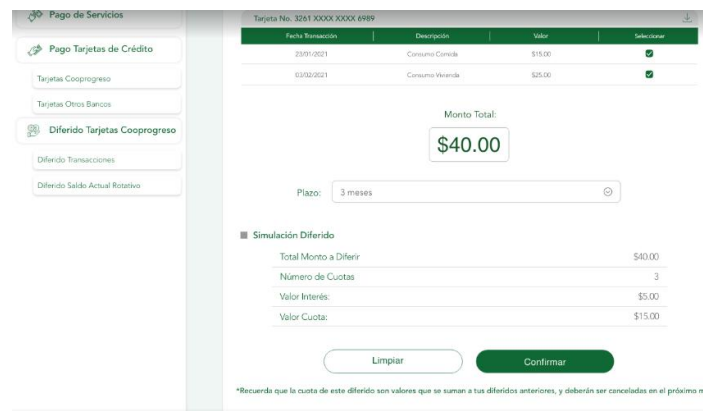 Pago de Servicios
Tarjeta No. 3261 XXXX XXXX 6989
Fecha Transacción Descripción Valor Seleccionar
23/01/2021 Consumo Comida $15.00
03/02/2021 Consumo Vivienda $25.00
Pago Tarjetas de Crédito
Tarjetas Cooprogreso
Tarjetas Otros Bancos
Diferido Tarjetas Cooprogreso
Diferido Transacciones
Diferido Saldo Actual Rotativo
Monto Total:
$40.00
Plazo: 3 meses
Simulación Diferido
Total Monto a Diferir $40.00
Número de Cuotas 3
Valor Interés: $5.00
Valor Cuota: $15.00
Limpiar Confirmar
*Recuerda que la cuota de este diferido son valores que se suman a tus diferidos anteriores, y deberán ser canceladas en el próximo m